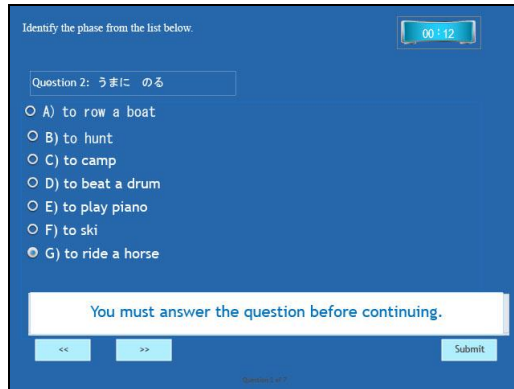 Identify the phase from the list below.
00:12
Question 2: うまに のる
A) to row a boat
B) to hunt
C) to camp
D) to beat a drum
E) to play piano
F) to ski
G) to ride a horse
You must answer the question before continuing.
<< >> Submit